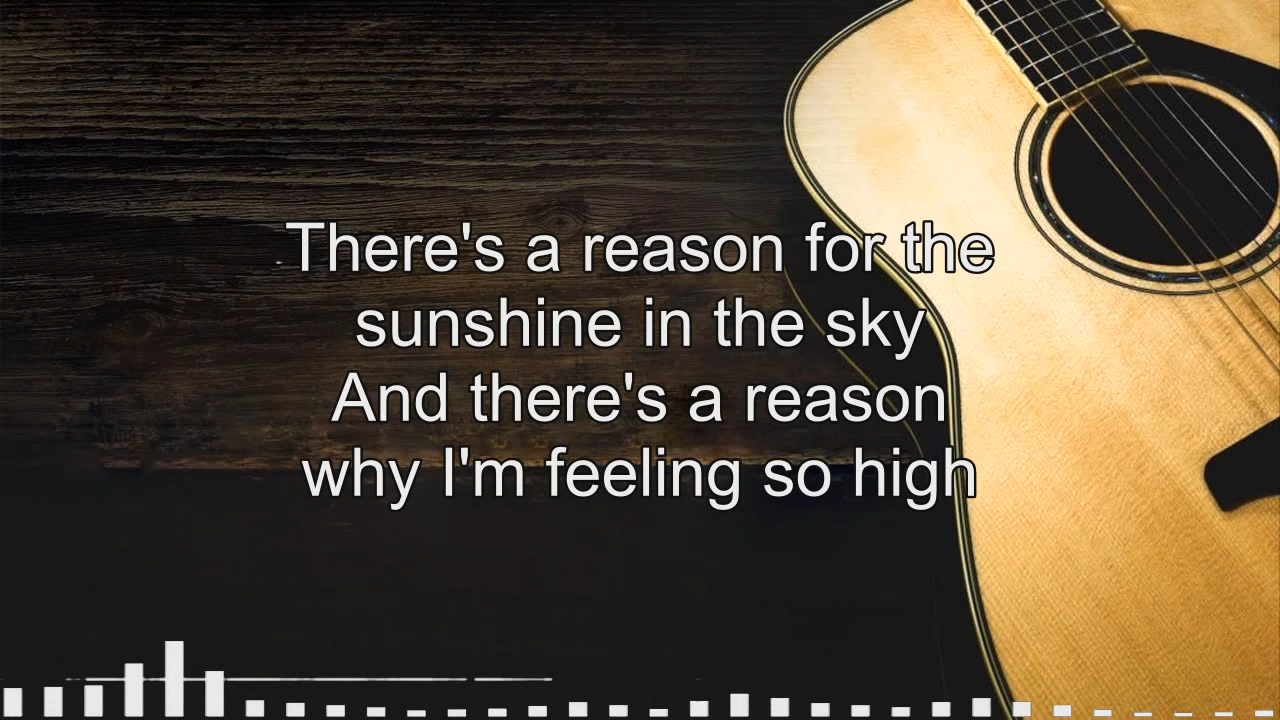 There's a reason for the
sunshine in the sky
And there's a reason
why I'm feeling so high